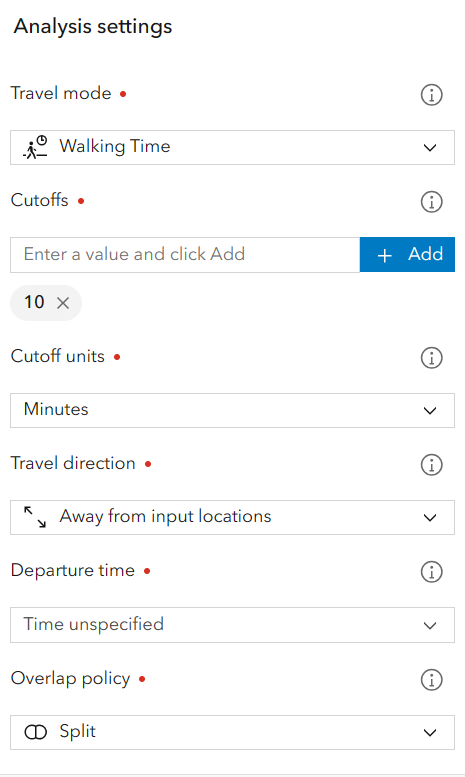 Analysis settings
Travel mode
Walking Time
Cutoffs
Enter a value and click Add
+ Add
10
Cutoff units
Minutes
Travel direction
Away from input locations
Departure time
Time unspecified
Overlap policy
Split